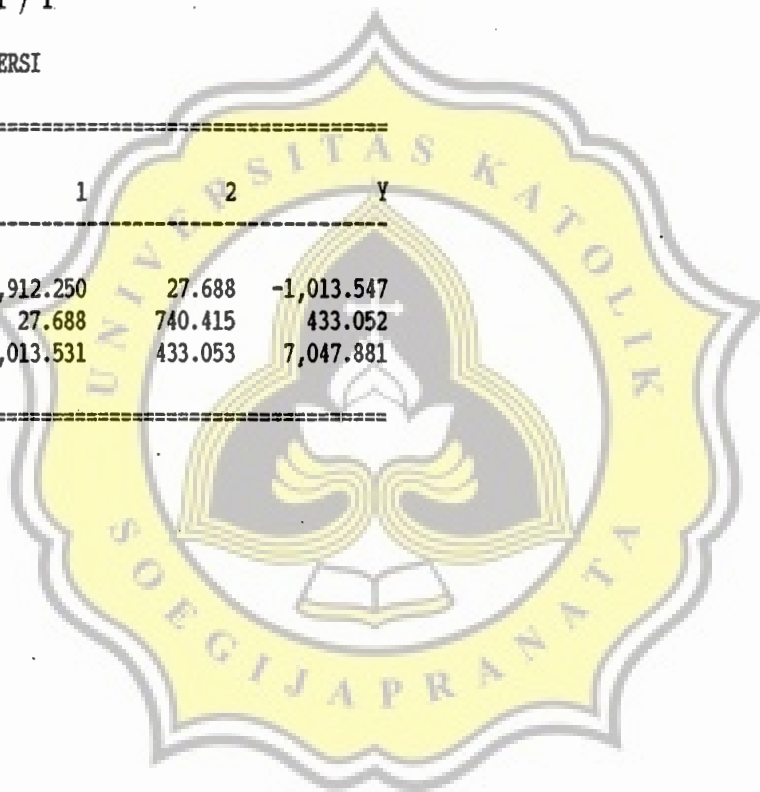 ERSI
1 2 Y
,912.250 27.688 -1,013.547
27.688 740.415 433.052
,013.531 433.053 7,047.881
UNIVERSITAS KATOLIK
SOEGIJAPRANATA